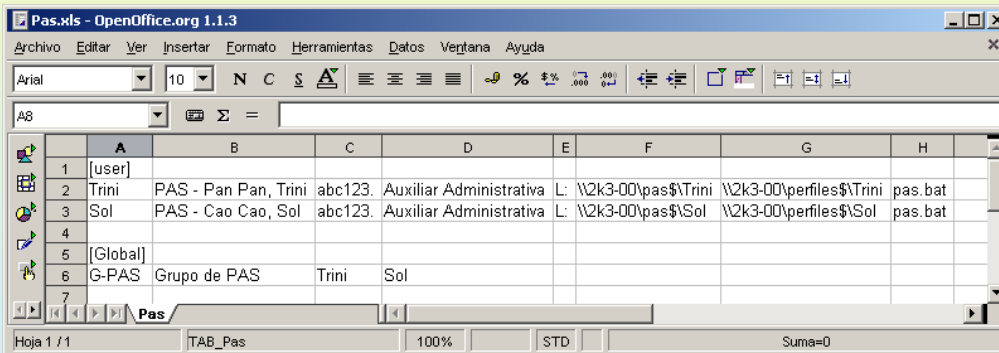 Pas.xls - OpenOffice.org 1.1.3
Archivo Editar Ver Insertar Formato Herramientas Datos Ventana Ayuda
Arial 10 N C S A
A8 Σ =
A B C D E F G H
1 [user]
2 Trini PAS - Pan Pan, Trini abc123. Auxiliar Administrativa L: \\2k3-00\pas$\Trini \\2k3-00\perfiles$\Trini pas.bat
3 Sol PAS - Cao Cao, Sol abc123. Auxiliar Administrativa L: \\2k3-00\pas$\Sol \\2k3-00\perfiles$\Sol pas.bat
4
5 [Global]
6 G-PAS Grupo de PAS Trini Sol
7
Pas
Hoja 1 / 1 TAB_Pas 100% STD Suma=0